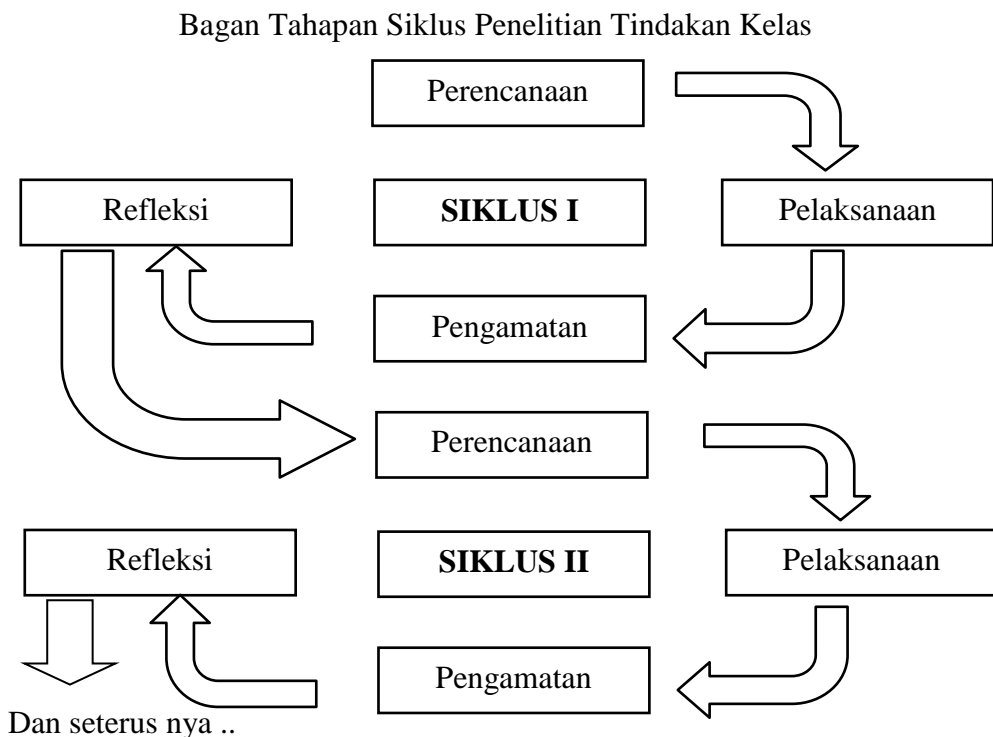 Bagan Tahapan Siklus Penelitian Tindakan Kelas
Perencanaan
Refleksi
SIKLUS I
Pelaksanaan
Pengamatan
Perencanaan
Refleksi
SIKLUS II
Pelaksanaan
Pengamatan
Dan seterus nya ..